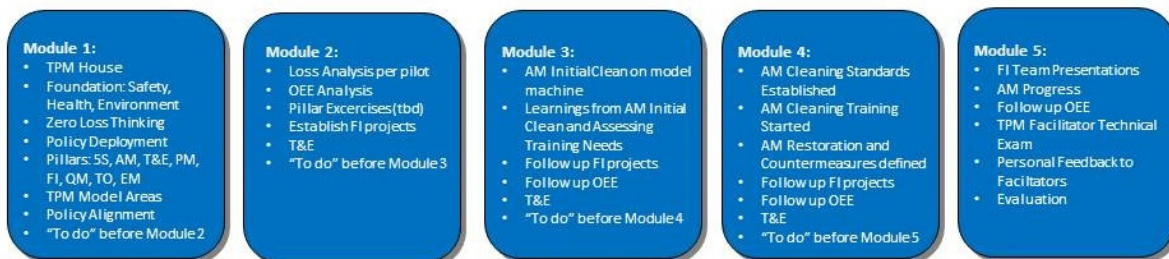 Module 1:
• TPM House
• Foundation: Safety,
Health, Environment
• Zero Loss Thinking
• Policy Deployment
• Pillars: 5S, AM, T&E, PM,
FI, QM, TO, EM
• TPM Model Areas
• Policy Alignment
• “To do” before Module 2
Module 2:
• Loss Analysis per pilot
• OEE Analysis
• Pillar Excercises (tbd)
• Establish FI projects
• T&E
• “To do” before Module 3
Module 3:
• AM Initial Clean on model
machine
• Learnings from AM Initial
Clean and Assessing
Training Needs
• Follow up FI projects
• Follow up OEE
• T&E
• “To do” before Module 4
Module 4:
• AM Cleaning Standards
Established
• AM Cleaning Training
Started
• AM Restoration and
Countermeasures defined
• Follow up FI projects
• Follow up OEE
• T&E
• “To do” before Module 5
Module 5:
• FI Team Presentations
• AM Progress
• Follow up OEE
• TPM Facilitator Technical
Exam
• Personal Feedback to
Faciltators
• Evaluation